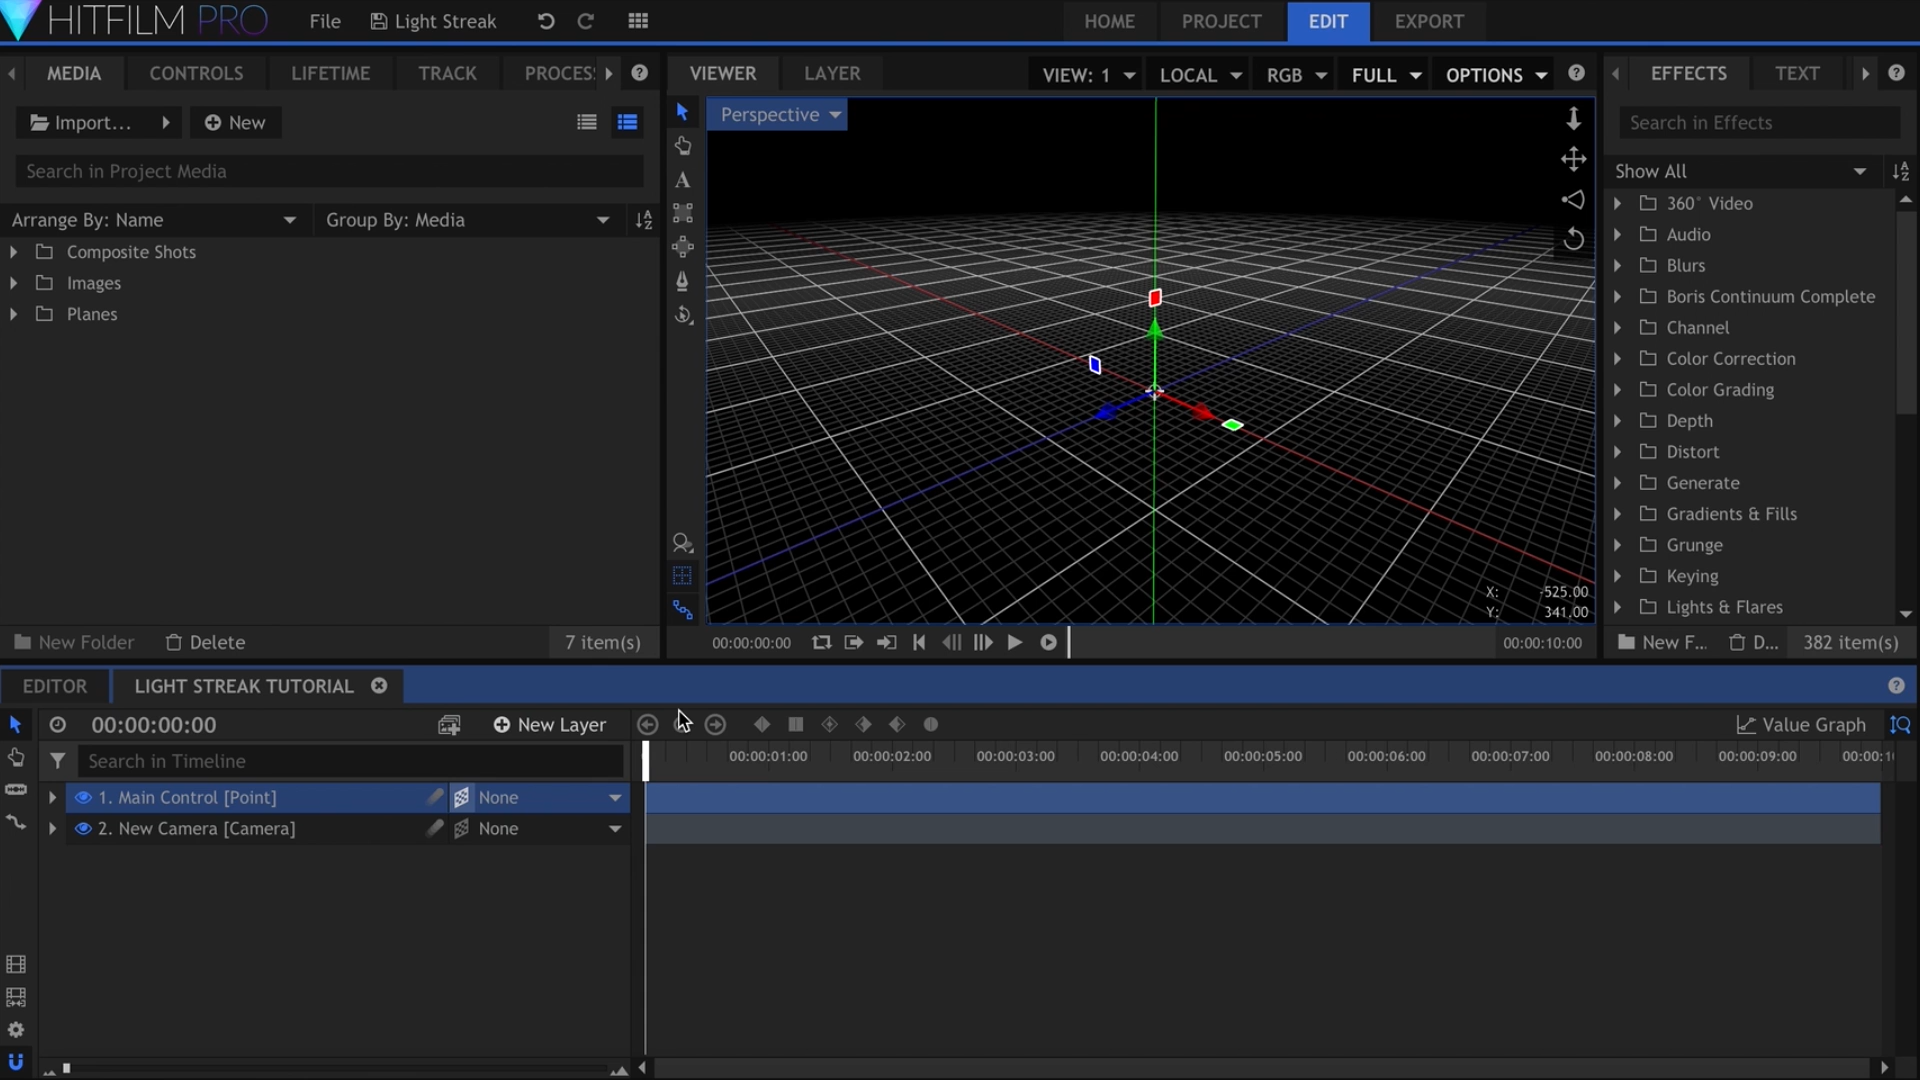 HITFILM PRO
File
Light Streak
HOME
PROJECT
EDIT
EXPORT
MEDIA
CONTROLS
LIFETIME
TRACK
PROCES
VIEWER
LAYER
VIEW: 1
LOCAL
RGB
FULL
OPTIONS
EFFECTS
TEXT
Import...
New
Perspective
Search in Effects
Search in Project Media
Show All
Arrange By: Name
Group By: Media
Composite Shots
Images
Planes
360° Video
Audio
Blurs
Boris Continuum Complete
Channel
Color Correction
Color Grading
Depth
Distort
Generate
Gradients & Fills
Grunge
Keying
Lights & Flares
X: -525.00
Y: 341.00
New Folder
Delete
7 item(s)
00:00:00:00
00:00:10:00
New F...
D...
382 item(s)
EDITOR
LIGHT STREAK TUTORIAL
00:00:00:00
New Layer
Value Graph
Search in Timeline
00:00:01:00
00:00:02:00
00:00:03:00
00:00:04:00
00:00:05:00
00:00:06:00
00:00:07:00
00:00:08:00
00:00:09:00
00:00:1
1. Main Control [Point]
None
2. New Camera [Camera]
None